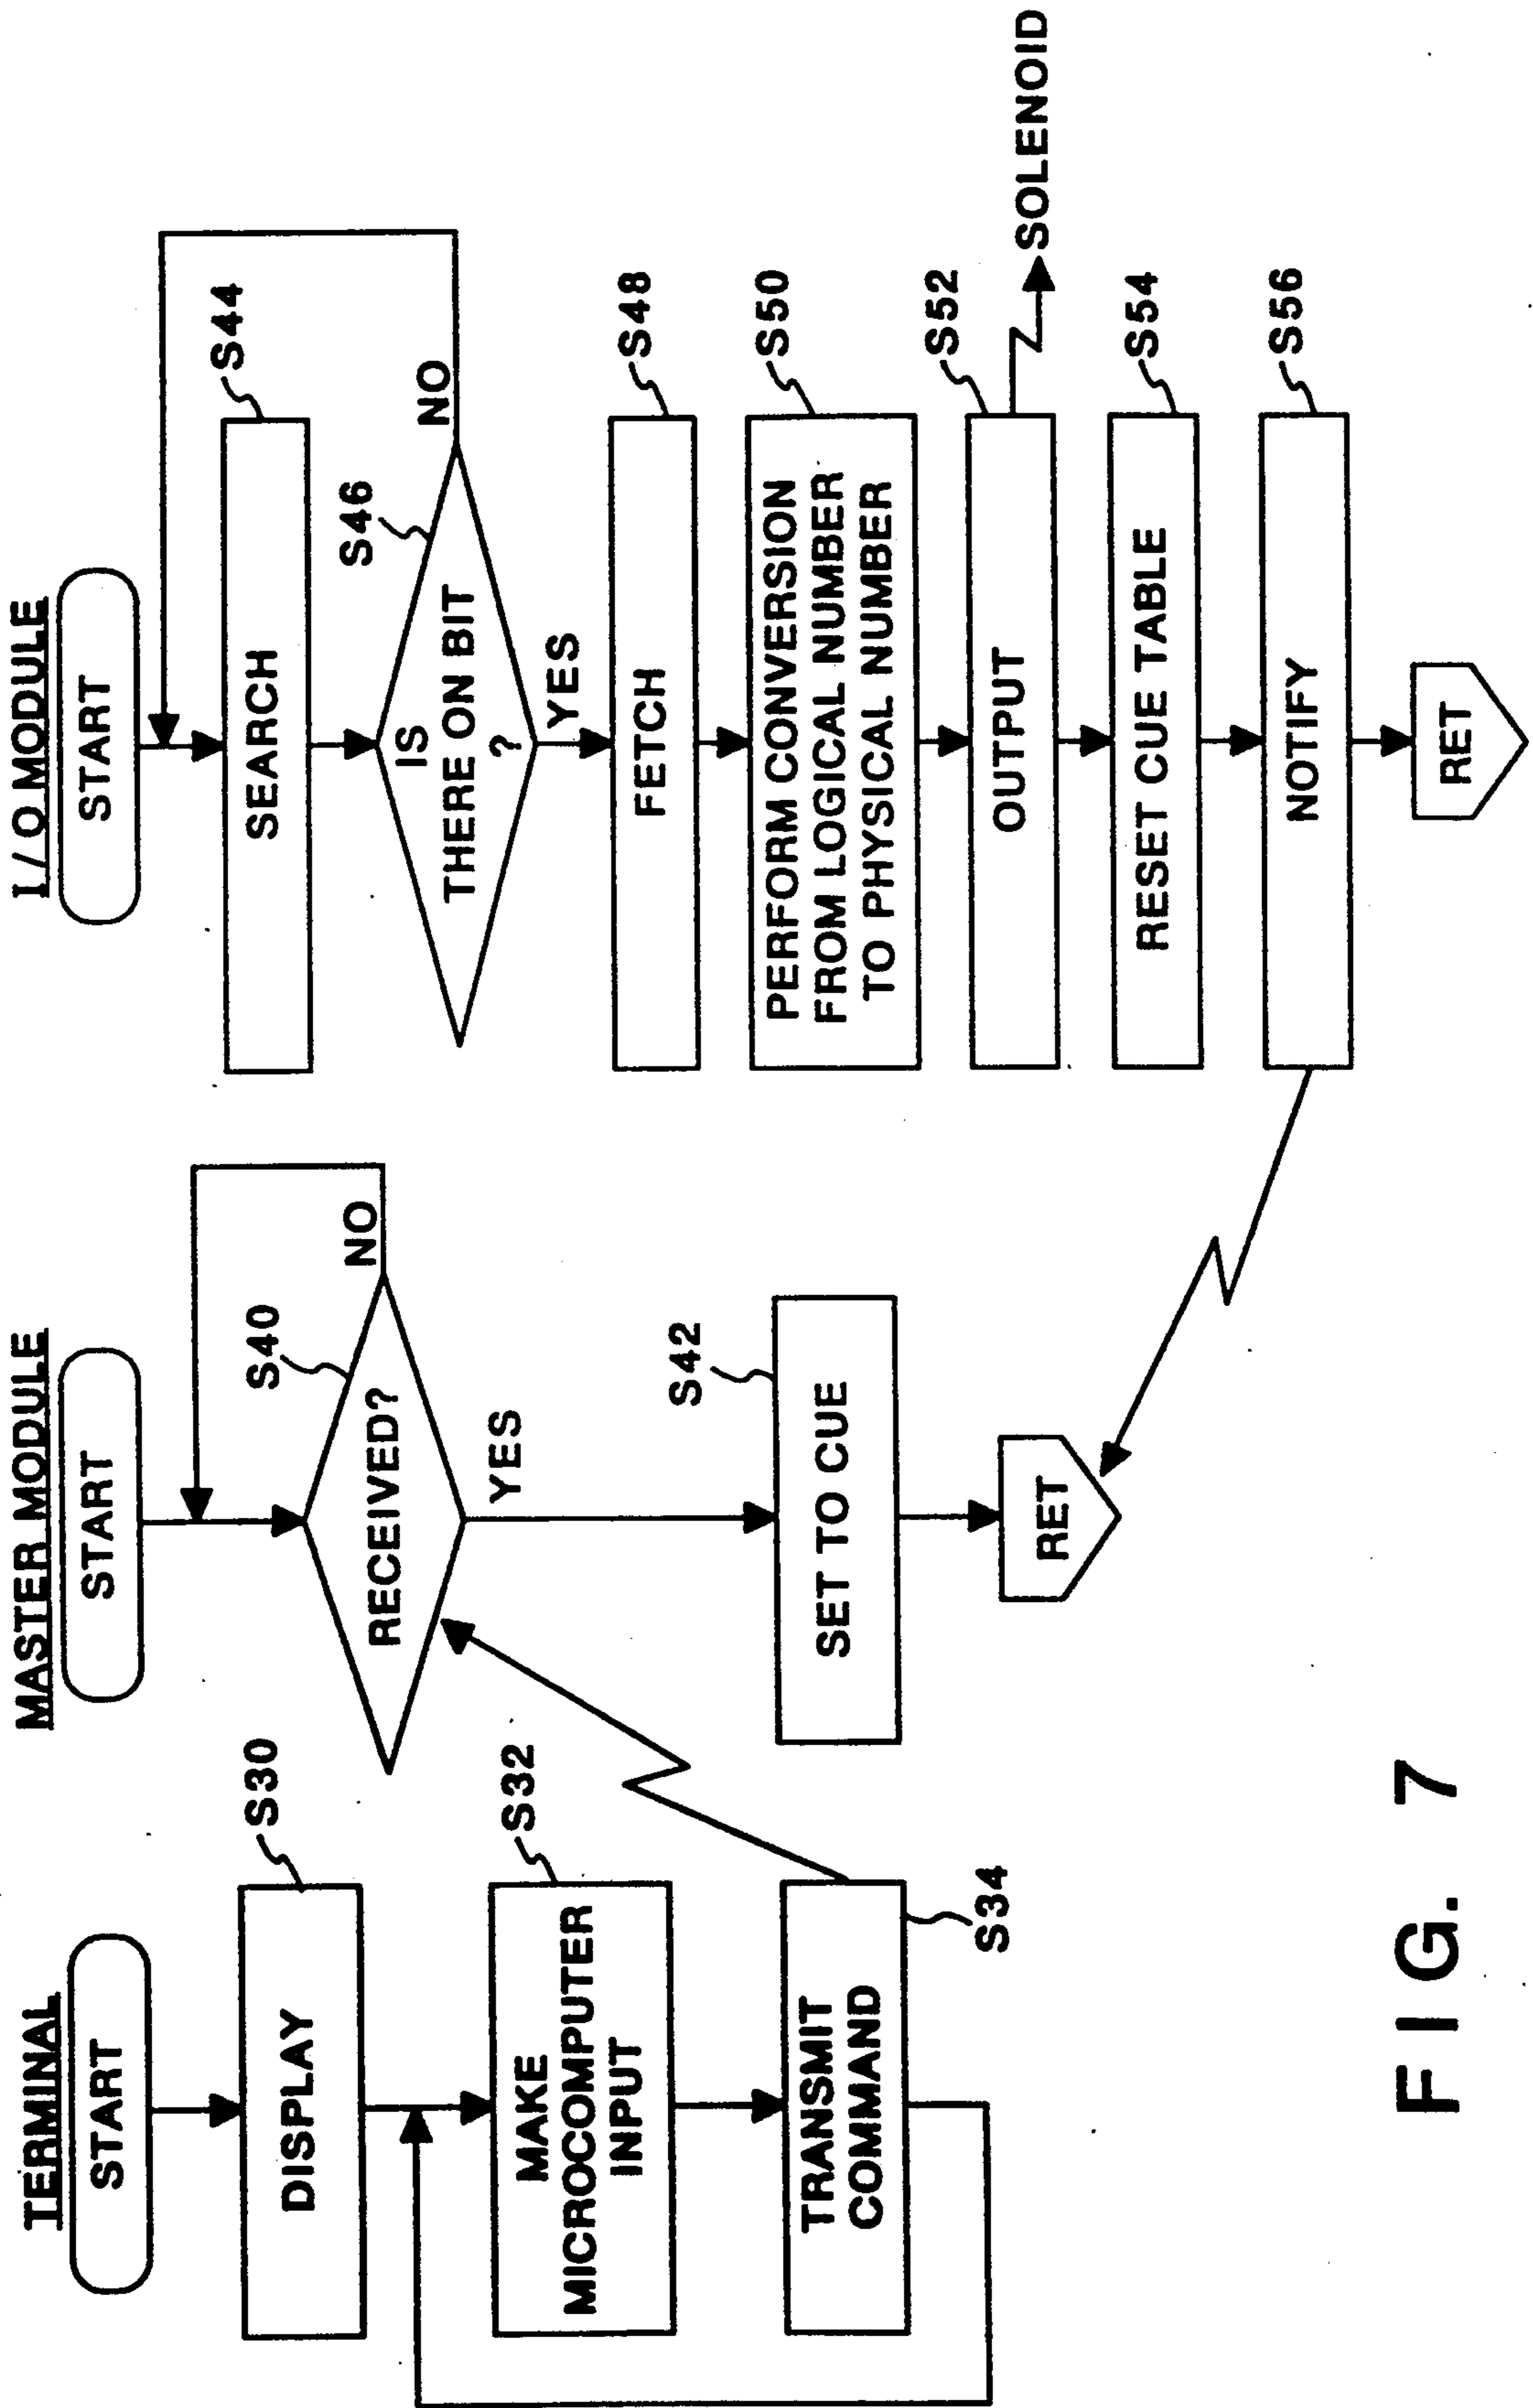 TERMINAL
START
DISPLAY
S30
MAKE
MICROCOMPUTER
INPUT
S32
TRANSMIT
COMMAND
S34
MASTER MODULE
START
RECEIVED?
S40
NO
YES
SET TO CUE
S42
RET
I/O MODULE
START
SEARCH
S44
IS
THERE ON BIT
?
S46
NO
YES
FETCH
S48
PERFORM CONVERSION
FROM LOGICAL NUMBER
TO PHYSICAL NUMBER
S50
OUTPUT
S52
SOLENOID
RESET CUE TABLE
S54
NOTIFY
S56
RET
FIG. 7